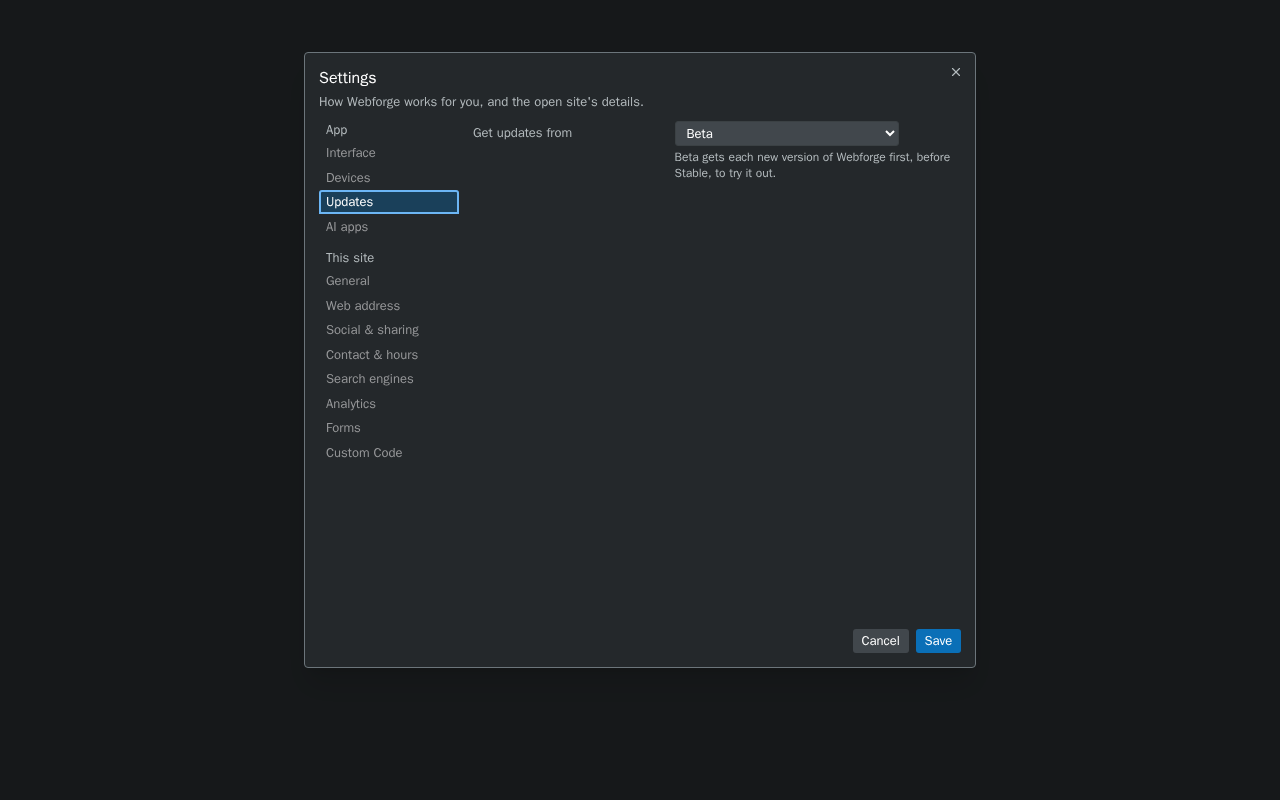 Settings
How Webforge works for you, and the open site's details.
App
Interface
Devices
Updates
AI apps
This site
General
Web address
Social & sharing
Contact & hours
Search engines
Analytics
Forms
Custom Code
Get updates from
Beta
Beta gets each new version of Webforge first, before
Stable, to try it out.
Cancel
Save